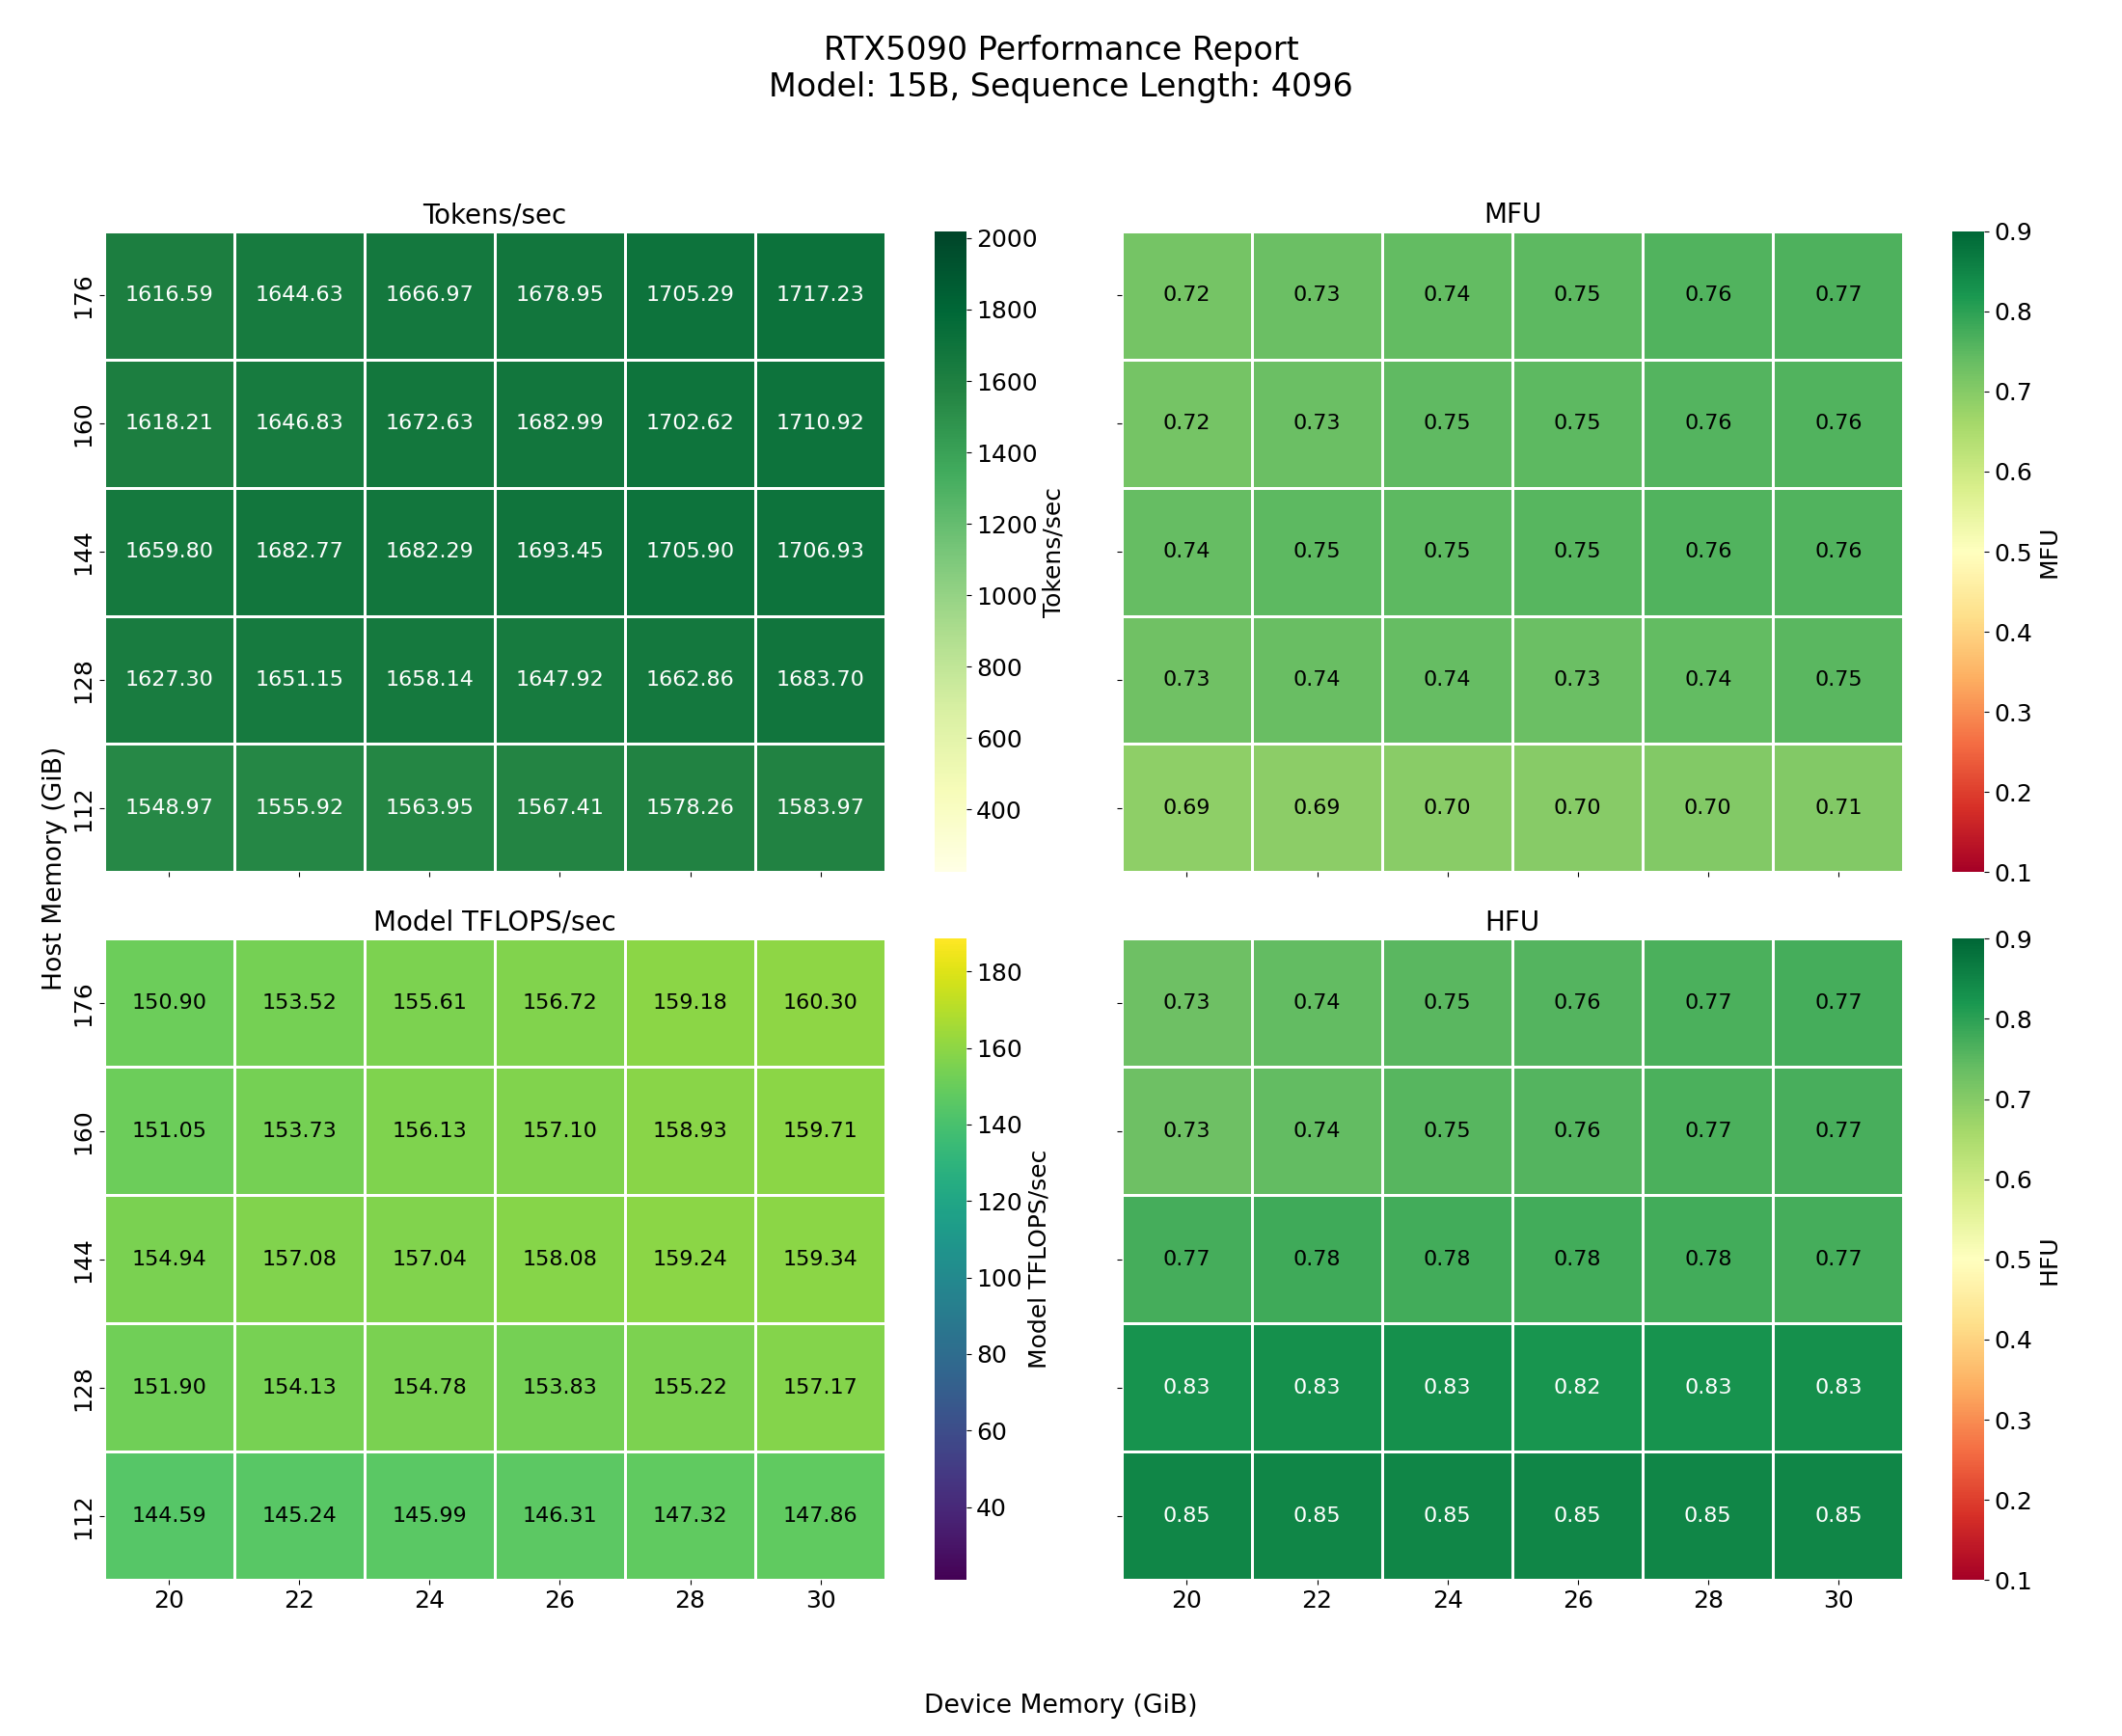 RTX5090 Performance Report
Model: 15B, Sequence Length: 4096
Host Memory (GiB)
Tokens/sec
176 1616.59 1644.63 1666.97 1678.95 1705.29 1717.23
160 1618.21 1646.83 1672.63 1682.99 1702.62 1710.92
144 1659.80 1682.77 1682.29 1693.45 1705.90 1706.93
128 1627.30 1651.15 1658.14 1647.92 1662.86 1683.70
112 1548.97 1555.92 1563.95 1567.41 1578.26 1583.97
2000
1800
1600
1400
1200
1000
800
600
400
Tokens/sec
MFU
0.72 0.73 0.74 0.75 0.76 0.77
0.72 0.73 0.75 0.75 0.76 0.76
0.74 0.75 0.75 0.75 0.76 0.76
0.73 0.74 0.74 0.73 0.74 0.75
0.69 0.69 0.70 0.70 0.70 0.71
0.9
0.8
0.7
0.6
0.5
0.4
0.3
0.2
0.1
MFU
Model TFLOPS/sec
176 150.90 153.52 155.61 156.72 159.18 160.30
160 151.05 153.73 156.13 157.10 158.93 159.71
144 154.94 157.08 157.04 158.08 159.24 159.34
128 151.90 154.13 154.78 153.83 155.22 157.17
112 144.59 145.24 145.99 146.31 147.32 147.86
20 22 24 26 28 30
180
160
140
120
100
80
60
40
Model TFLOPS/sec
HFU
0.73 0.74 0.75 0.76 0.77 0.77
0.73 0.74 0.75 0.76 0.77 0.77
0.77 0.78 0.78 0.78 0.78 0.77
0.83 0.83 0.83 0.82 0.83 0.83
0.85 0.85 0.85 0.85 0.85 0.85
20 22 24 26 28 30
0.9
0.8
0.7
0.6
0.5
0.4
0.3
0.2
0.1
HFU
Device Memory (GiB)